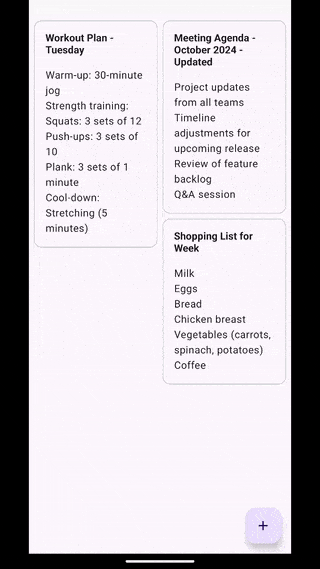 Workout Plan -
Tuesday
Warm-up: 30-minute
jog
Strength training:
Squats: 3 sets of 12
Push-ups: 3 sets of
10
Plank: 3 sets of 1
minute
Cool-down:
Stretching (5
minutes)
Meeting Agenda -
October 2024 -
Updated
Project updates
from all teams
Timeline
adjustments for
upcoming release
Review of feature
backlog
Q&A session
Shopping List for
Week
Milk
Eggs
Bread
Chicken breast
Vegetables (carrots,
spinach, potatoes)
Coffee
+